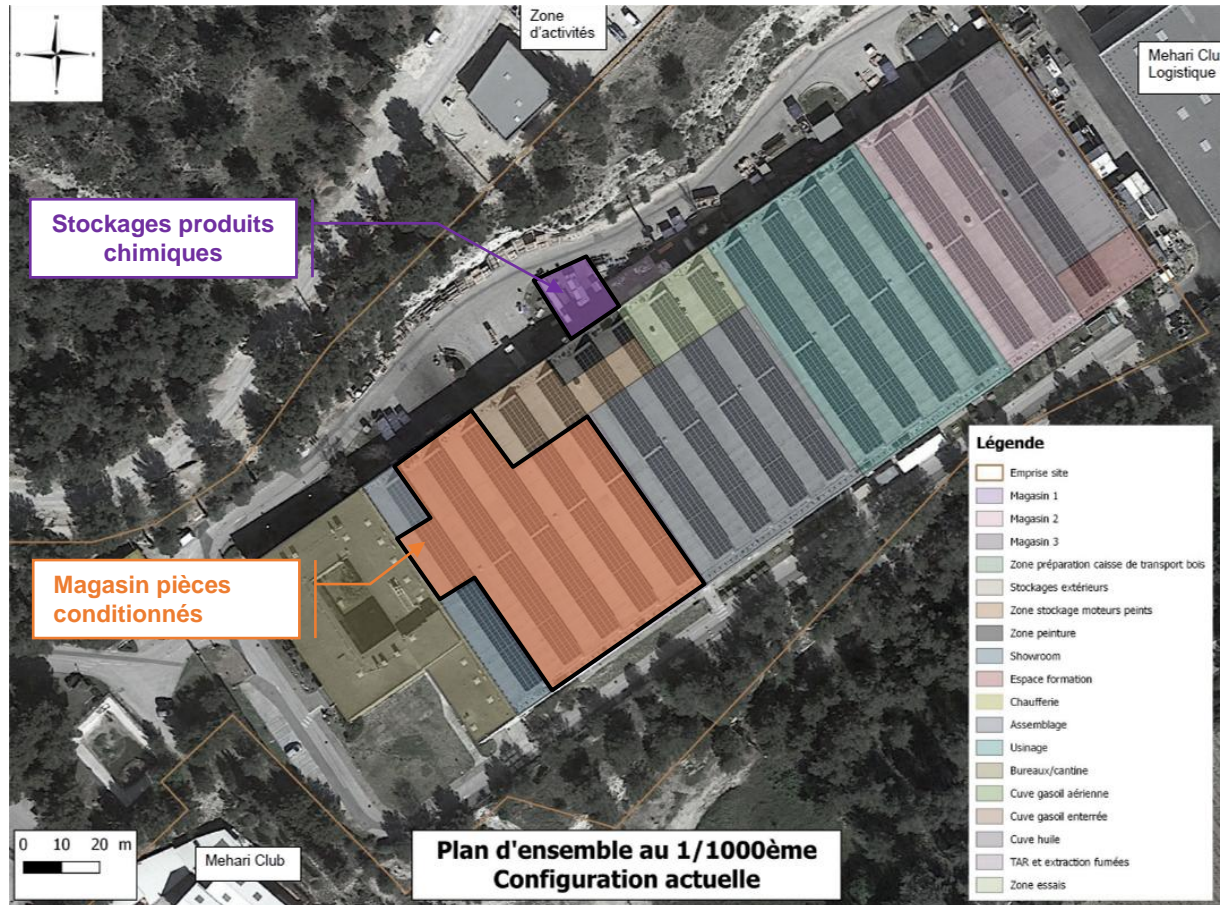 Zone
d'activités
Mehari Clu
Logistique
N
O
E
S
Stockages produits
chimiques
Magasin pièces
conditionnés
Légende
Emprise site
Magasin 1
Magasin 2
Magasin 3
Zone préparation caisse de transport bois
Stockages extérieurs
Zone stockage moteurs peints
Zone peinture
Showroom
Espace formation
Chaufferie
Assemblage
Usinage
Bureaux/cantine
Cuve gasoil aérienne
Cuve gasoil enterrée
Cuve huile
TAR et extraction fumées
Zone essais
0 10 20 m
Mehari Club
Plan d'ensemble au 1/1000ème
Configuration actuelle